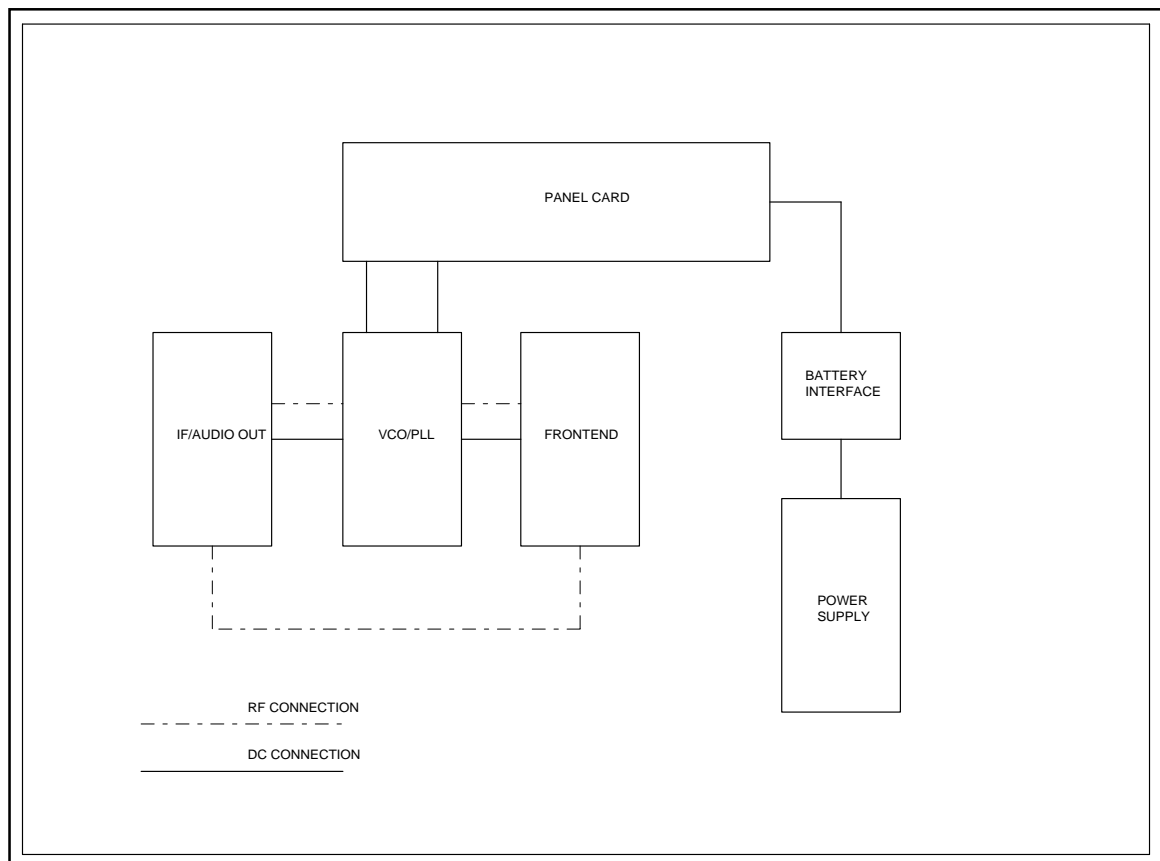 PANEL CARD
BATTERY
INTERFACE
IF/AUDIO OUT
VCO/PLL
FRONTEND
POWER
SUPPLY
RF CONNECTION
DC CONNECTION